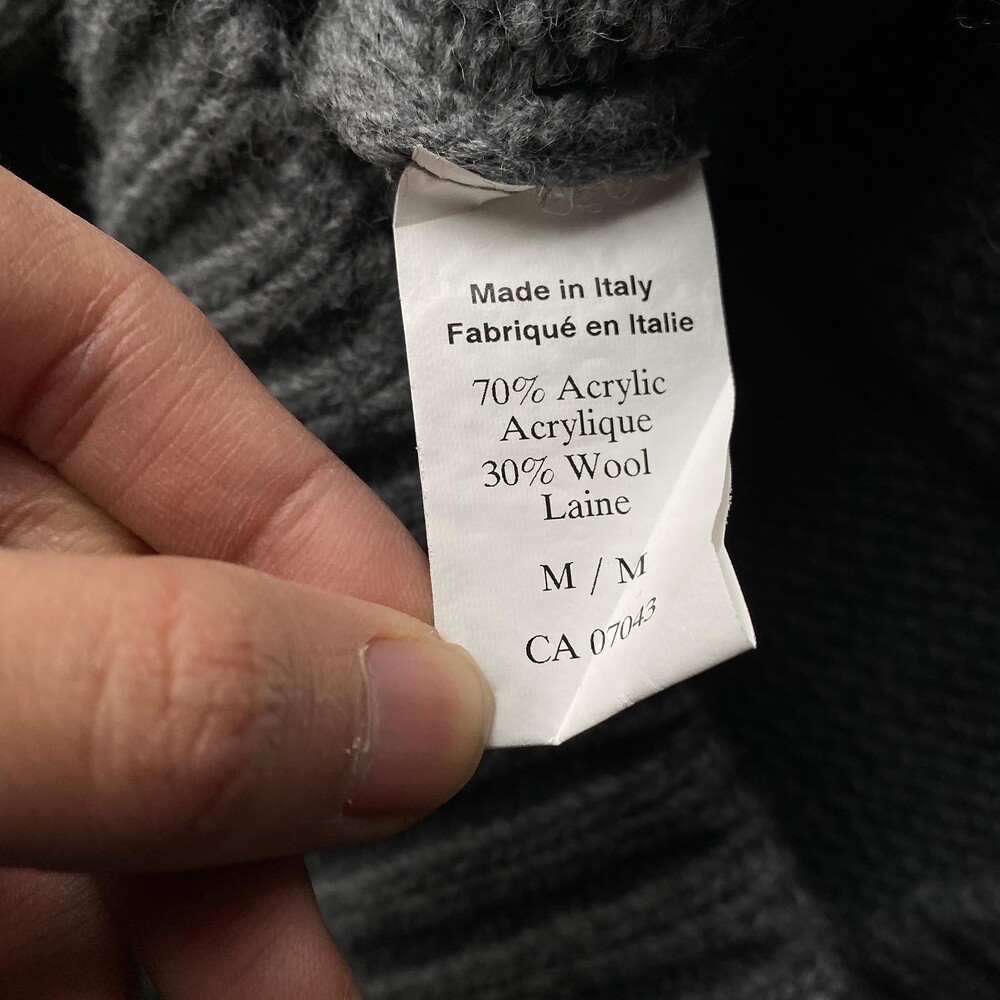 Made in Italy
Fabriqué en Italie
70% Acrylic
Acrylique
30% Wool
Laine
M / M
CA 07043